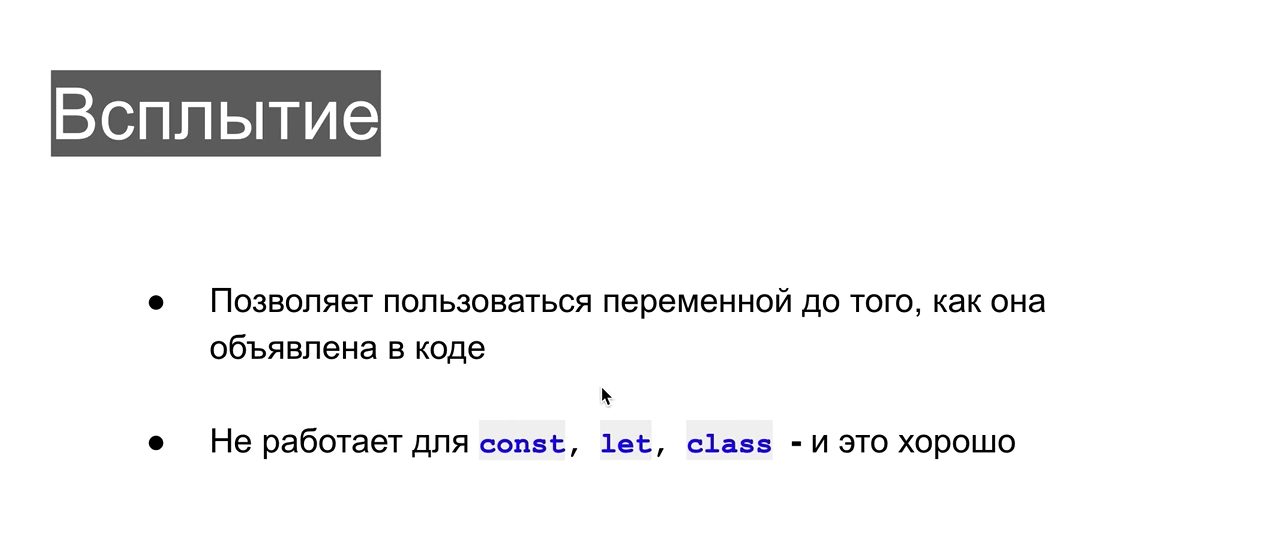 Всплытие
● Позволяет пользоваться переменной до того, как она
объявлена в коде
● Не работает для const, let, class - и это хорошо